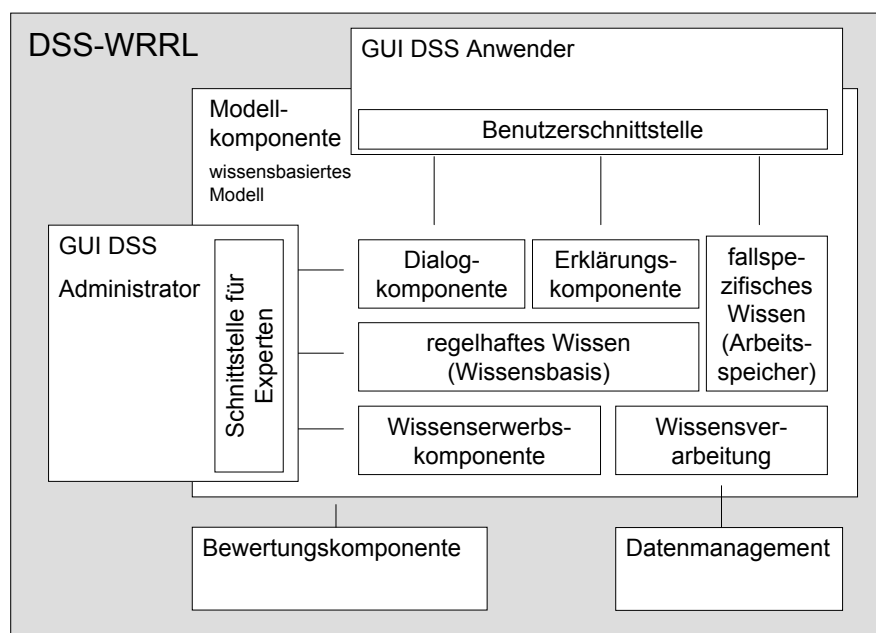 DSS-WRRL
GUI DSS Anwender
Benutzerschnittstelle
Modell-
komponente
wissensbasiertes
Modell
GUI DSS
Administrator
Schnittstelle für
Experten
Dialog-
komponente
Erklärungs-
komponente
fallspe-
zifisches
Wissen
(Arbeits-
speicher)
regelhaftes Wissen
(Wissensbasis)
Wissenserwerbs-
komponente
Wissensver-
arbeitung
Bewertungskomponente
Datenmanagement